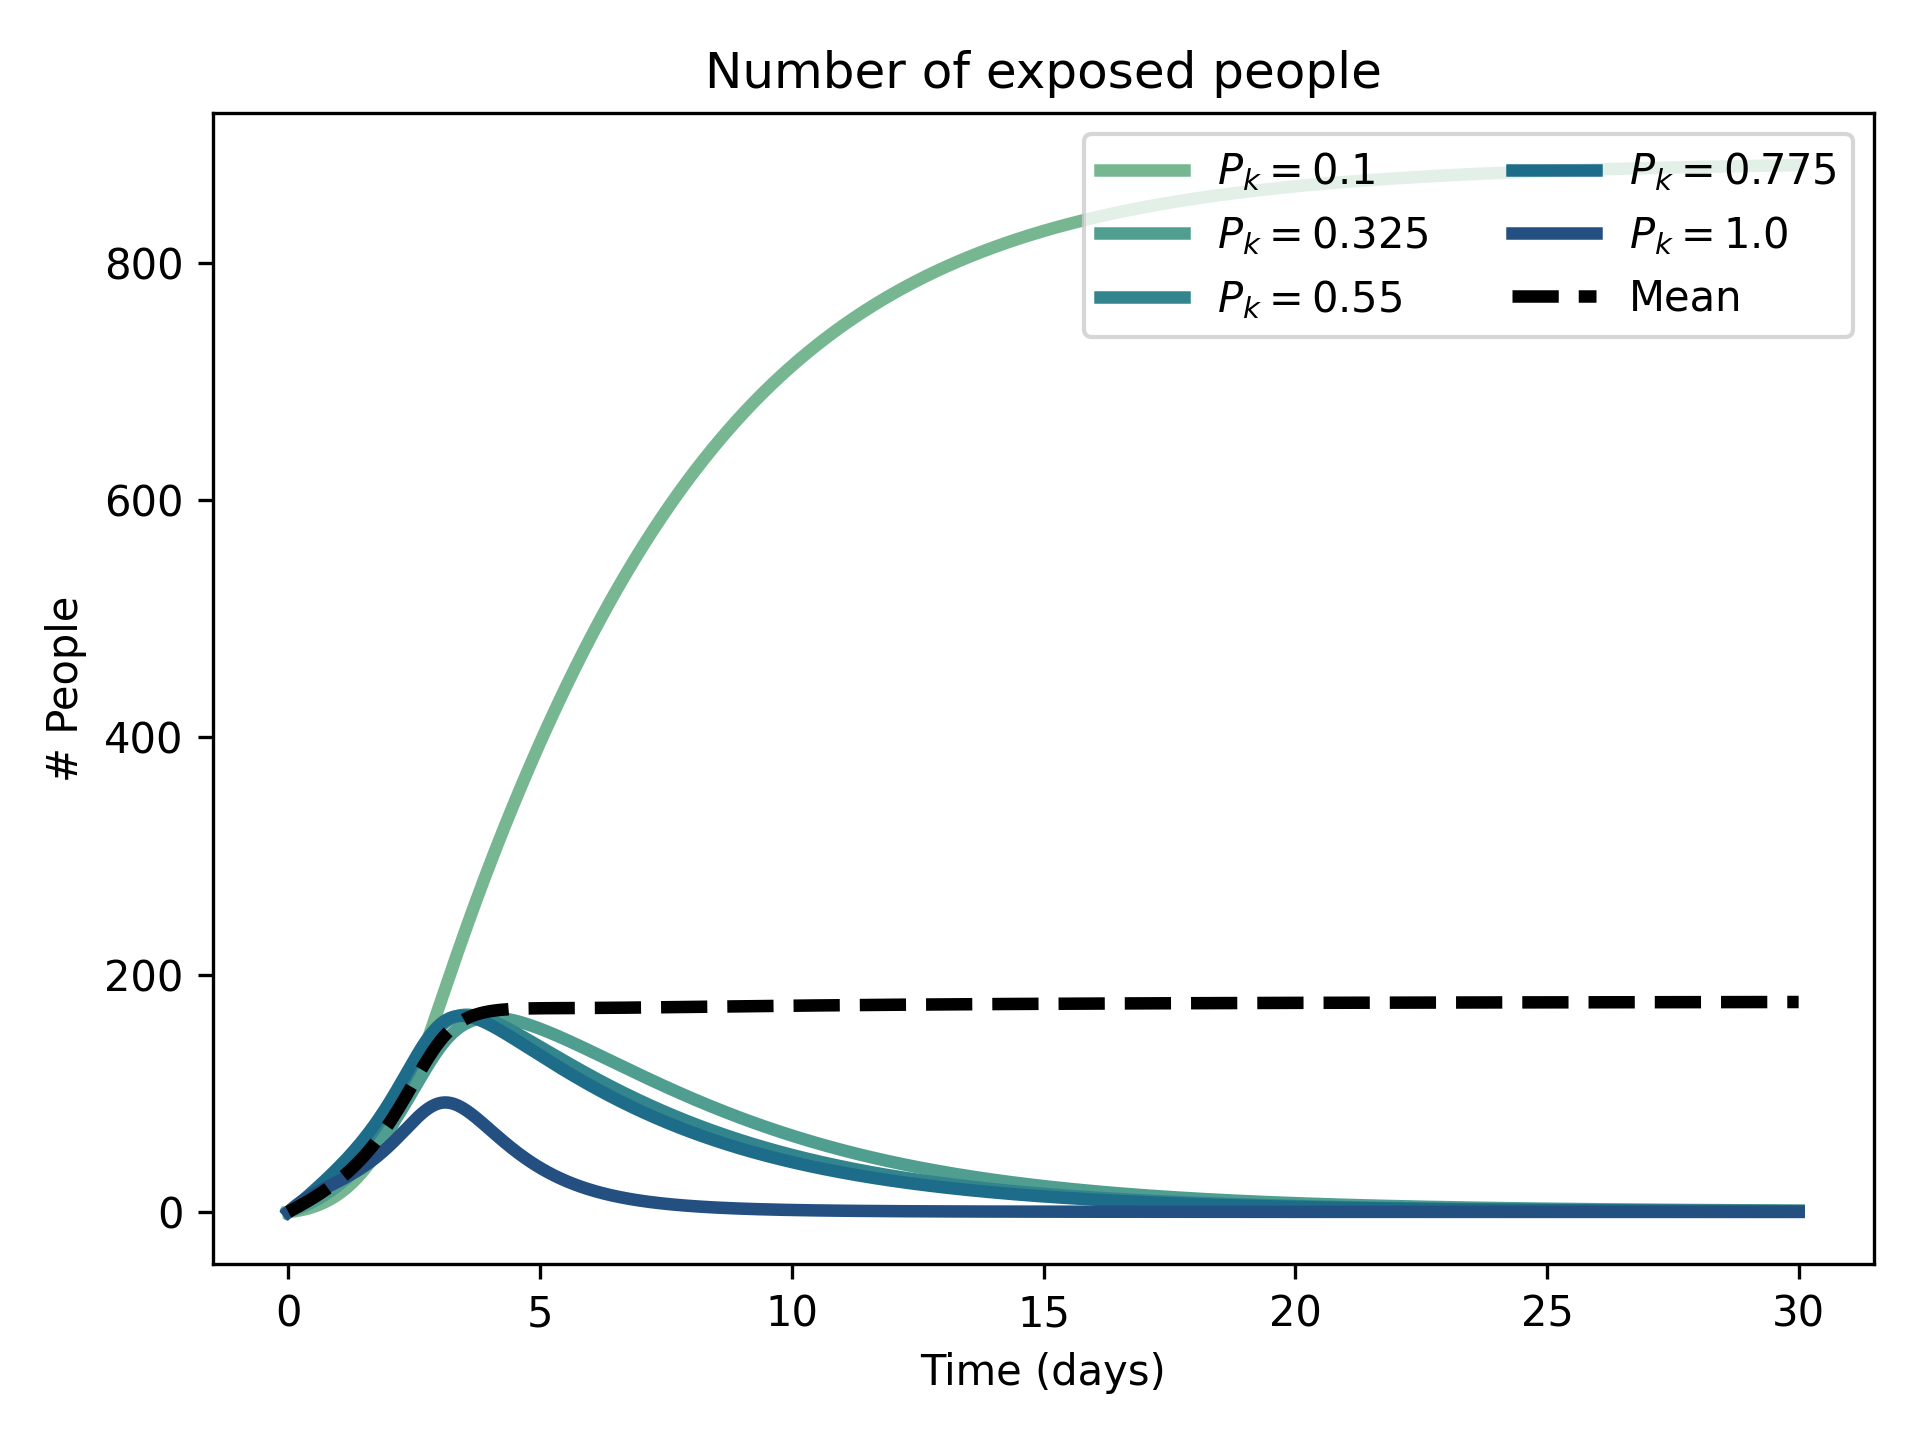 Number of exposed people
# People
800
600
400
200
0
0 5 10 15 20 25 30
Time (days)
P_k = 0.1
P_k = 0.325
P_k = 0.55
P_k = 0.775
P_k = 1.0
Mean